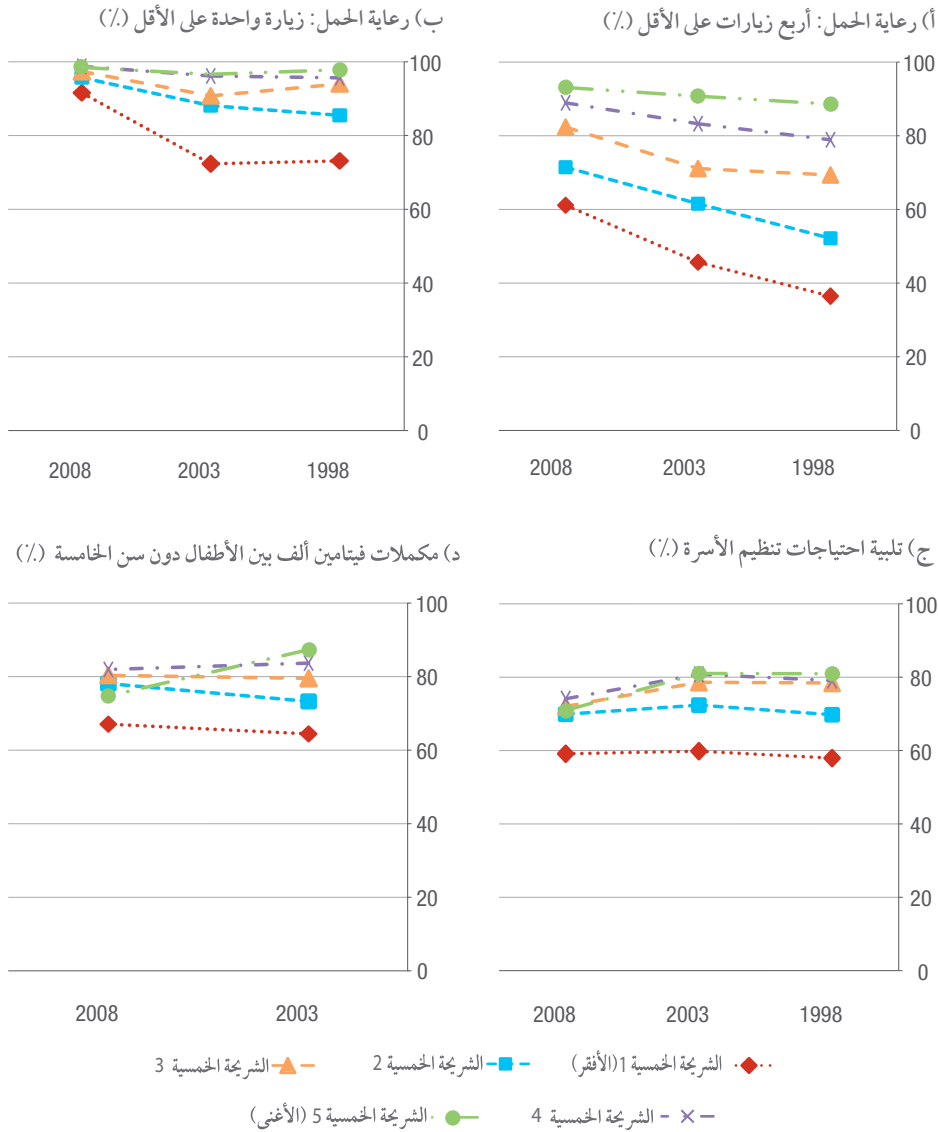 أ) رعاية الحمل: أربع زيارات على الأقل (٪)
100
80
60
40
20
0
1998 2003 2008
ب) رعاية الحمل: زيارة واحدة على الأقل (٪)
100
80
60
40
20
0
1998 2003 2008
ج) تلبية احتياجات تنظيم الأسرة (٪)
100
80
60
40
20
0
1998 2003 2008
د) مكملات فيتامين ألف بين الأطفال دون سن الخامسة (٪)
100
80
60
40
20
0
2003 2008
الشريحة الخمسية 1 (الأفقر)
الشريحة الخمسية 2
الشريحة الخمسية 3
الشريحة الخمسية 4
الشريحة الخمسية 5 (الأغنى)